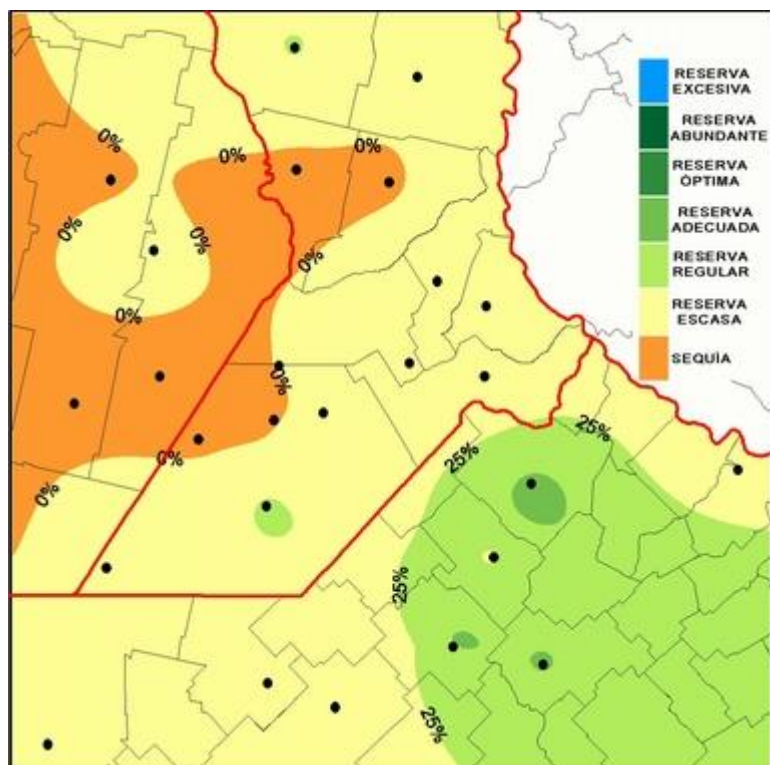 RESERVA
EXCESIVA
RESERVA
ABUNDANTE
RESERVA
ÓPTIMA
RESERVA
ADECUADA
RESERVA
REGULAR
RESERVA
ESCASA
SEQUÌA
0%
0%
0%
0%
0%
0%
0%
0%
0%
0%
25%
25%
25%
25%